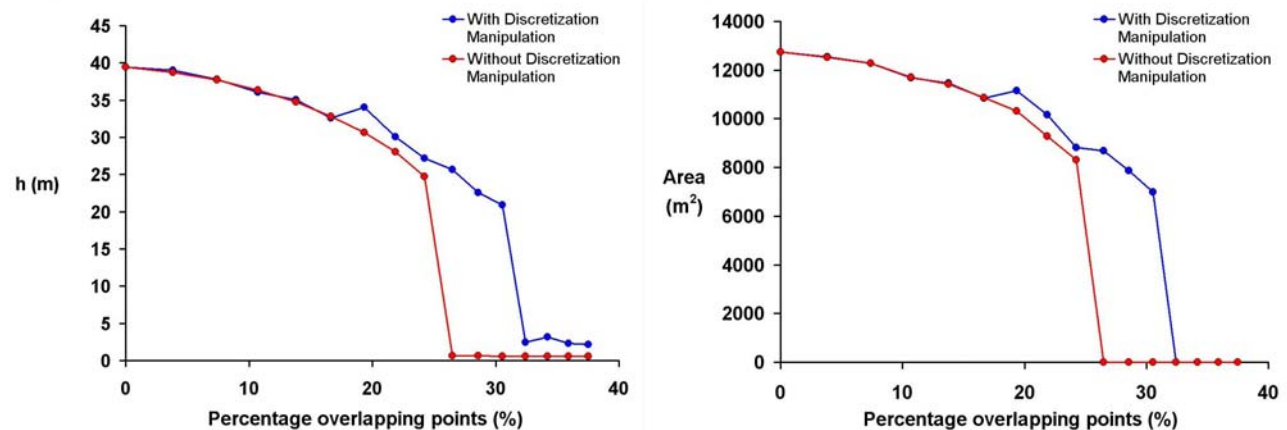 45
40
35
30
25
20
15
10
5
0
h (m)
0 10 20 30 40
Percentage overlapping points (%)
With Discretization
Manipulation
Without Discretization
Manipulation
14000
12000
10000
8000
6000
4000
2000
0
Area
(m²)
0 10 20 30 40
Percentage overlapping points (%)
With Discretization
Manipulation
Without Discretization
Manipulation